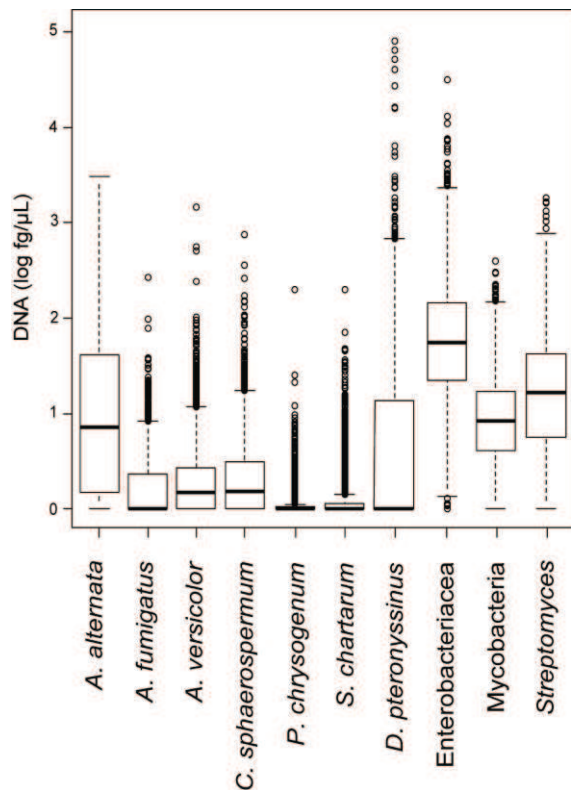 5
4
3
2
1
0
DNA (log fg/µL)
A. alternata
A. fumigatus
A. versicolor
C. sphaerospermum
P. chrysogenum
S. chartarum
D. pteronyssinus
Enterobacteriacea
Mycobacteria
Streptomyces